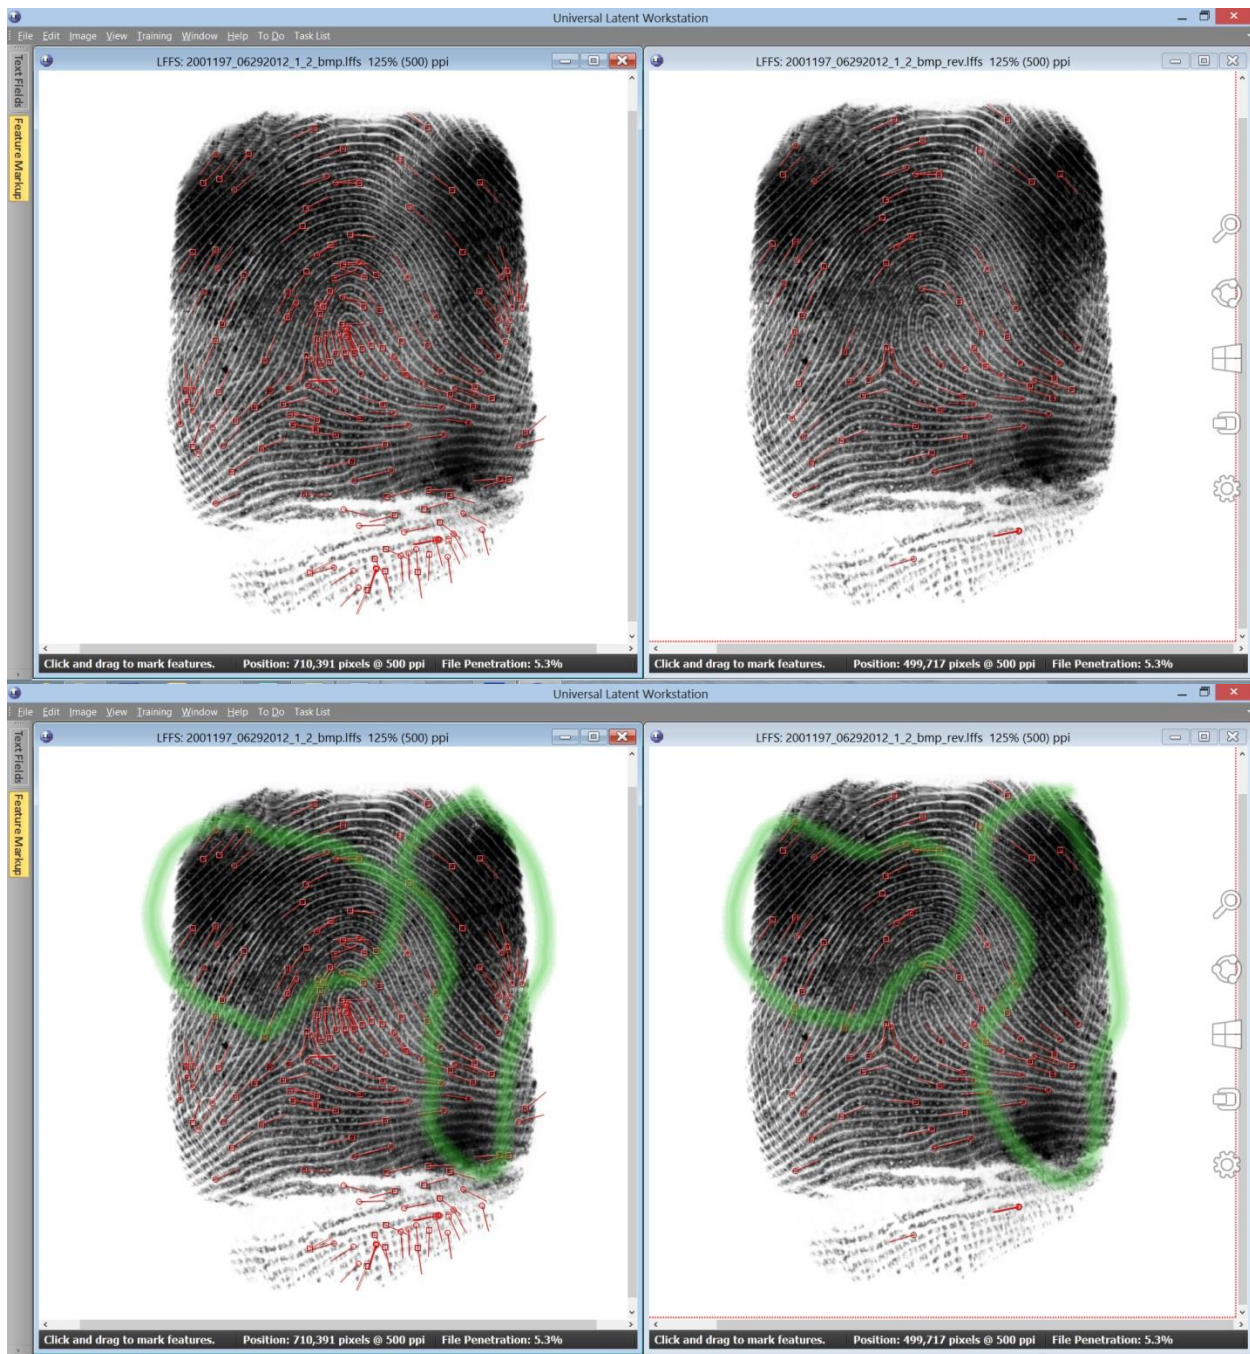 Universal Latent Workstation
File Edit Image View Training Window Help To Do Task List
Text Fields
Feature Markup
LFFS: 2001197_06292012_1_2_bmp.lffs 125% (500) ppi
LFFS: 2001197_06292012_1_2_bmp_rev.lffs 125% (500) ppi
Click and drag to mark features. Position: 710,391 pixels @ 500 ppi File Penetration: 5.3%
Click and drag to mark features. Position: 499,717 pixels @ 500 ppi File Penetration: 5.3%
Universal Latent Workstation
File Edit Image View Training Window Help To Do Task List
Text Fields
Feature Markup
LFFS: 2001197_06292012_1_2_bmp.lffs 125% (500) ppi
LFFS: 2001197_06292012_1_2_bmp_rev.lffs 125% (500) ppi
Click and drag to mark features. Position: 710,391 pixels @ 500 ppi File Penetration: 5.3%
Click and drag to mark features. Position: 499,717 pixels @ 500 ppi File Penetration: 5.3%